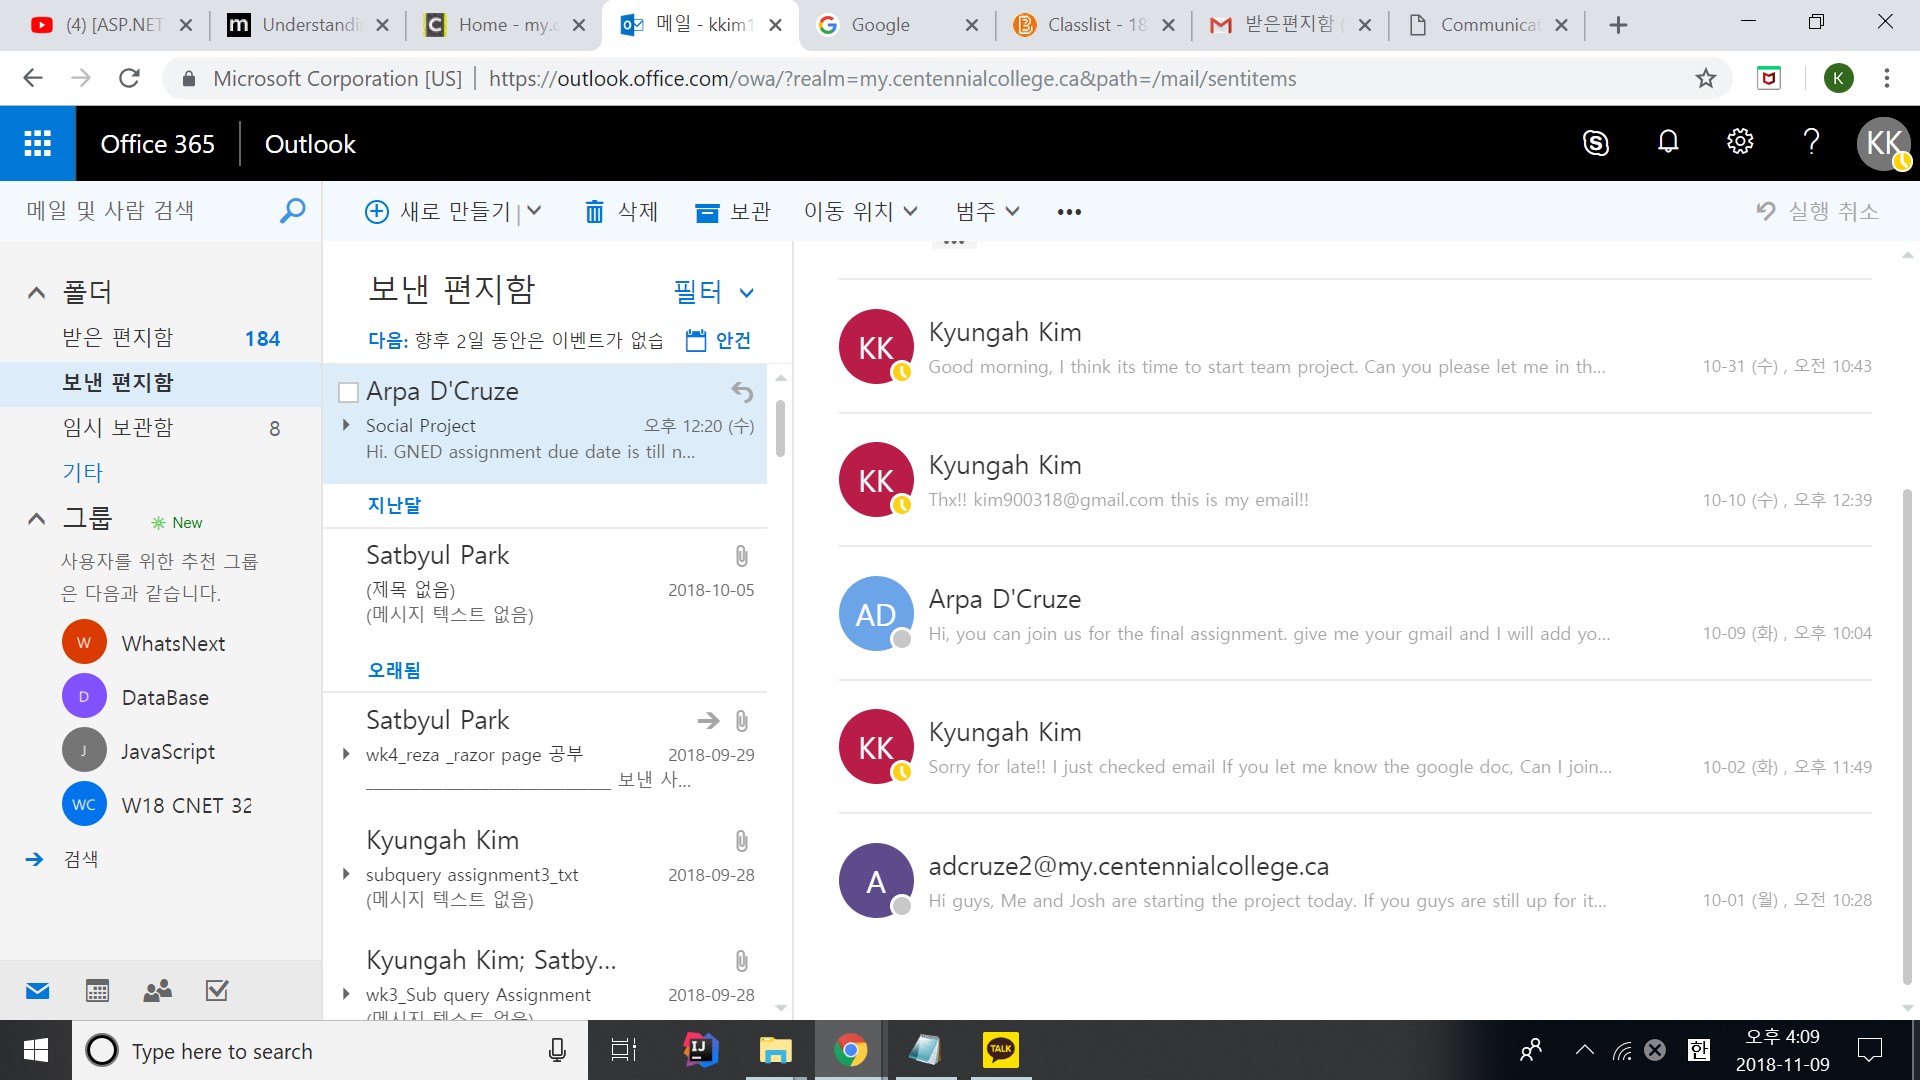 (4) [ASP.NET
Understandi
Home - my.c
메일 - kkim1
Google
Classlist - 18
받은편지함 (
Communicat
Microsoft Corporation [US]
https://outlook.office.com/owa/?realm=my.centennialcollege.ca&path=/mail/sentitems
K
Office 365
Outlook
KK
메일 및 사람 검색
새로 만들기
삭제
보관
이동 위치
범주
실행 취소
폴더
받은 편지함 184
보낸 편지함
임시 보관함 8
기타
그룹 New
사용자를 위한 추천 그룹
은 다음과 같습니다.
W WhatsNext
D DataBase
J JavaScript
WC W18 CNET 32
검색
보낸 편지함
필터
다음: 향후 2일 동안은 이벤트가 없습
안건
Arpa D'Cruze
Social Project 오후 12:20 (수)
Hi. GNED assignment due date is till n...
지난달
Satbyul Park
(제목 없음) 2018-10-05
(메시지 텍스트 없음)
오래됨
Satbyul Park
wk4_reza _razor page 공부 2018-09-29
________________________ 보낸 사...
Kyungah Kim
subquery assignment3_txt 2018-09-28
(메시지 텍스트 없음)
Kyungah Kim; Satby...
wk3_Sub query Assignment 2018-09-28
(메시지 텍스트 없음)
KK Kyungah Kim
Good morning, I think its time to start team project. Can you please let me in th... 10-31 (수) , 오전 10:43
KK Kyungah Kim
Thx!! kim900318@gmail.com this is my email!! 10-10 (수) , 오후 12:39
AD Arpa D'Cruze
Hi, you can join us for the final assignment. give me your gmail and I will add yo... 10-09 (화) , 오후 10:04
KK Kyungah Kim
Sorry for late!! I just checked email If you let me know the google doc, Can I join... 10-02 (화) , 오후 11:49
A adcruze2@my.centennialcollege.ca
Hi guys, Me and Josh are starting the project today. If you guys are still up for it... 10-01 (월) , 오전 10:28
Type here to search
IJ
TALK
한
오후 4:09
2018-11-09